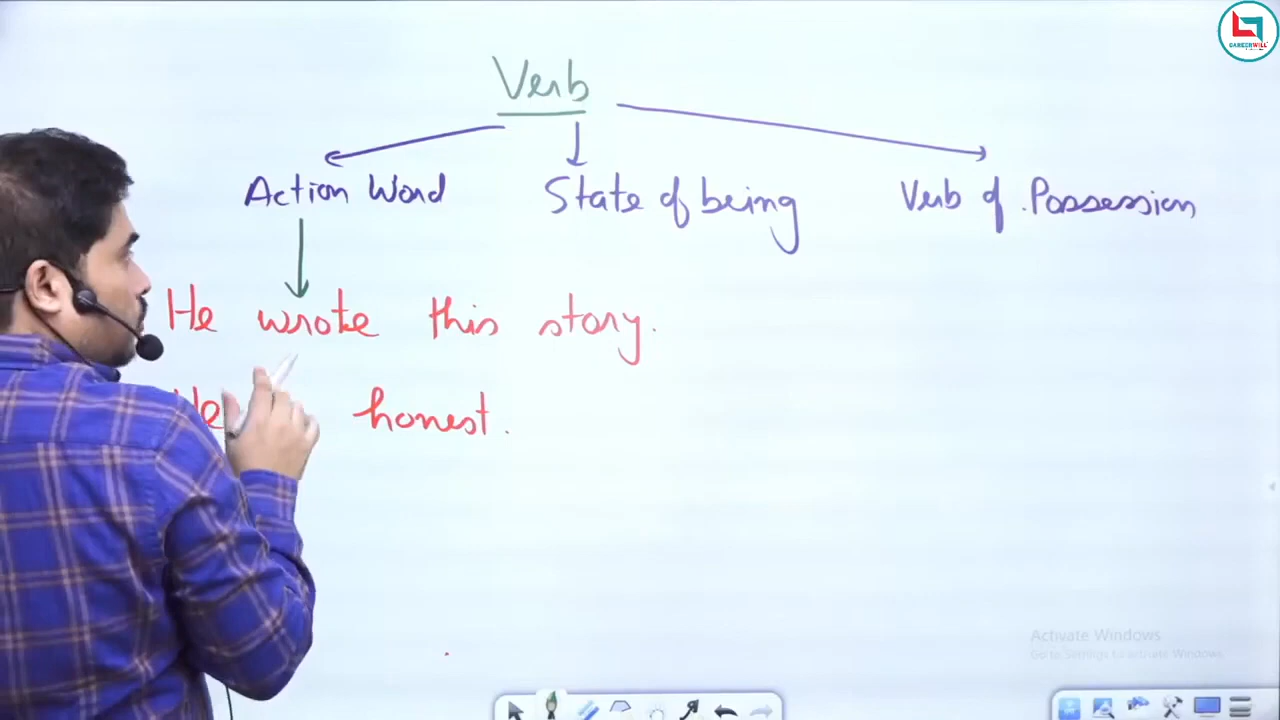 CAREERWILL
Verb
Action Word State of being Verb of Possession
He wrote this story.
He honest.
Activate Windows
Go to Settings to activate Windows.